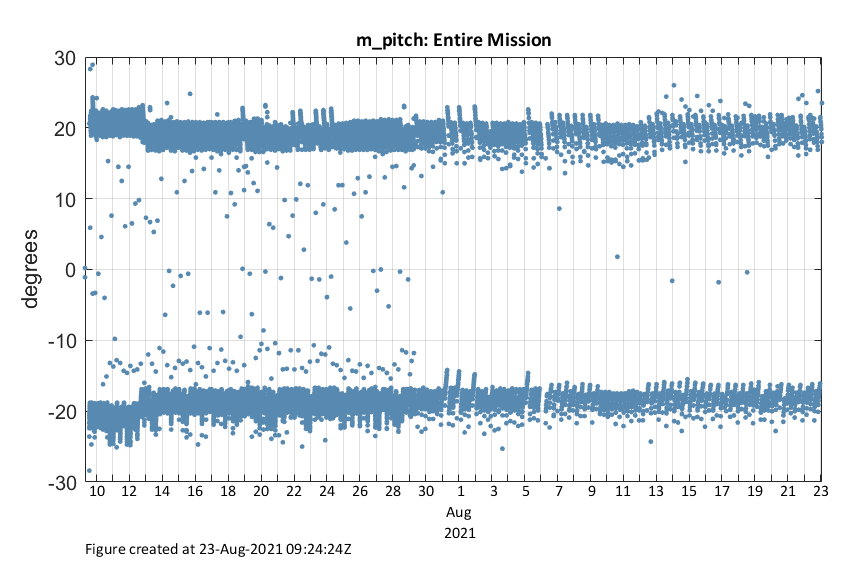 m_pitch: Entire Mission
30
20
10
0
-10
-20
-30
degrees
10 12 14 16 18 20 22 24 26 28 30 1 3 5 7 9 11 13 15 17 19 21 23
Aug
2021
Figure created at 23-Aug-2021 09:24:24Z